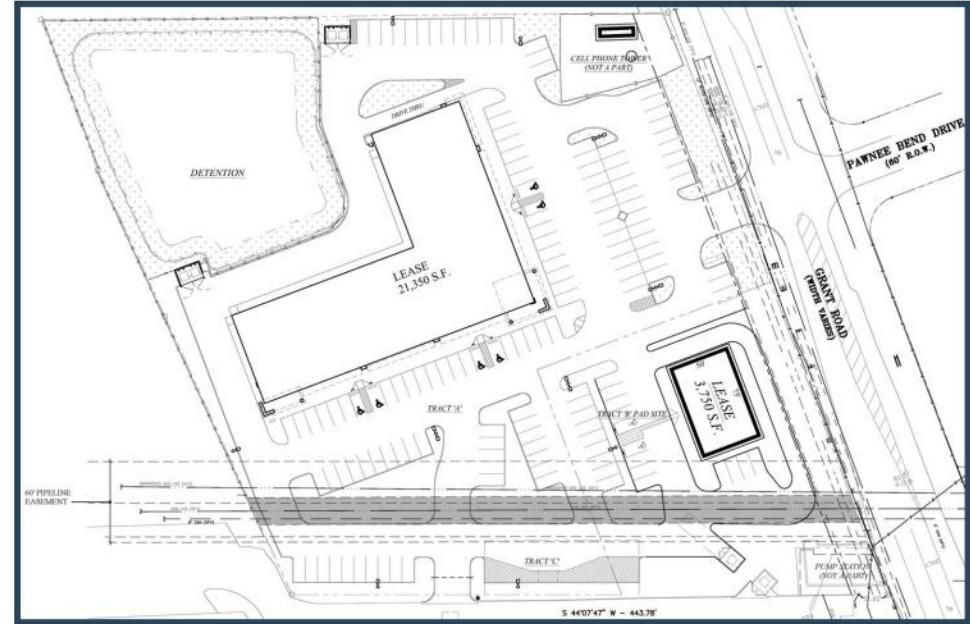 CELL PHONE TOWER
(NOT A PART)
DRIVE THRU
DETENTION
PAWNEE BEND DRIVE
(60' R.O.W.)
LEASE
21,350 S.F.
GRANT ROAD
(WIDTH VARIES)
LEASE
3,750 S.F.
TRACT 'A'
TRACT 'B' PAD SITE
60' PIPELINE
EASEMENT
TRACT 'C'
PUMP STATION
(NOT A PART)
S 44°07'47" W - 443.78'